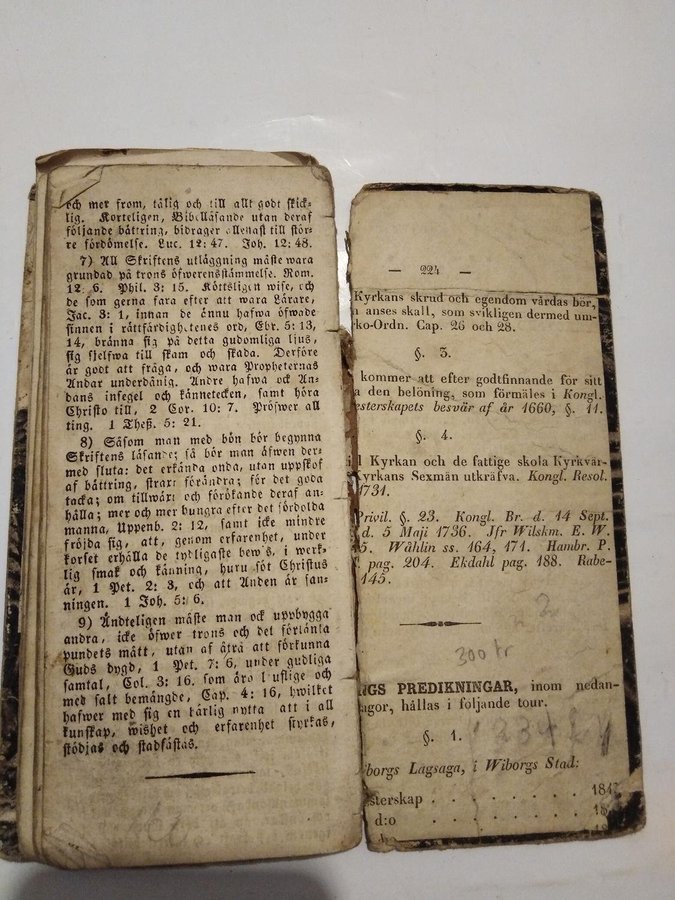 och mer from, tålig och till allt godt skick-
lig. Korteligen, Bibelläsande utan deraf
följande bättring, bidrager allenast till stör-
re fördömelse. Luc. 12: 47. Joh. 12: 48.
7) All Skriftens utläggning måste wara
grundad på trons öfwerensstämmelse. Rom.
12: 6. Phil. 3: 15. Köttsligen wise, och
de som gerna fara efter att wara Lärare,
Jac. 3: 1, innan de ännu hafwa öfwade
sinnen i rättfärdighetenes ord, Ebr. 5: 13,
14, bränna sig på detta gudomliga ljus,
sig sjelfwa till skam och skada. Derföre
är godt att fråga, och wara Propheternas
Andar underdånig. Andre hafwa ock An-
dans insegel och kännetecken, samt höra
Christo till, 2 Cor. 10: 7. Pröfwer all
ting. 1 Theß. 5: 21.
8) Såsom man med bön bör begynna
Skriftens läsande; så bör man äfwen der-
med sluta: det erkända onda, utan uppskof
af bättring, strax förändra; för det goda
tacka; om tillwäxt och förökande deraf an-
hålla; mer och mer hungra efter det fördolda
manna, Uppenb. 2: 12, samt icke mindre
fröjda sig, att, genom erfarenhet, under
korset erhålla de tydligaste bewis, i werk-
lig smak och känning, huru söt Christus
är, 1 Pet. 2: 3, och att Anden är san-
ningen. 1 Joh. 5: 6.
9) Ändteligen måste man ock uppbygga
andra, icke öfwer trons och det förlänta
pundets mått, utan af åtrå att förkunna
Guds dygd, 1 Pet. 7: 6, under gudliga
samtal, Col. 3: 16, som äro ljuflige och
med salt bemängde, Cap. 4: 16, hwilket
hafwer med sig en härlig nytta att i all
kunskap, wishet och erfarenhet styrkas,
stödjas och stadfästas.
— 224 —
Kyrkans skrud och egendom vårdas bör,
n anses skall, som svikligen dermed um-
rko-Ordn. Cap. 26 och 28.
§. 3.
kommer att efter godtfinnande för sitt
a den belöning, som förmäles i Kongl.
esterskapets besvär af år 1660, §. 11.
§. 4.
ll Kyrkan och de fattige skola Kyrkvär-
yrkans Sexmän utkräfva. Kongl. Resol.
1731.
Privil. §. 23. Kongl. Br. d. 14 Sept.
d. 5 Maji 1736. Jfr Wilskm. E. W.
5. Wåhlin ss. 164, 171. Hambr. P.
pag. 204. Ekdahl pag. 188. Rabe-
145.
300 kr
NGS PREDIKNINGAR, inom nedan-
agor, hållas i följande tour.
§. 1.
iborgs Lagsaga, i Wiborgs Stad:
esterskap . . . . . . . 184
d:o . . . . . . . 18